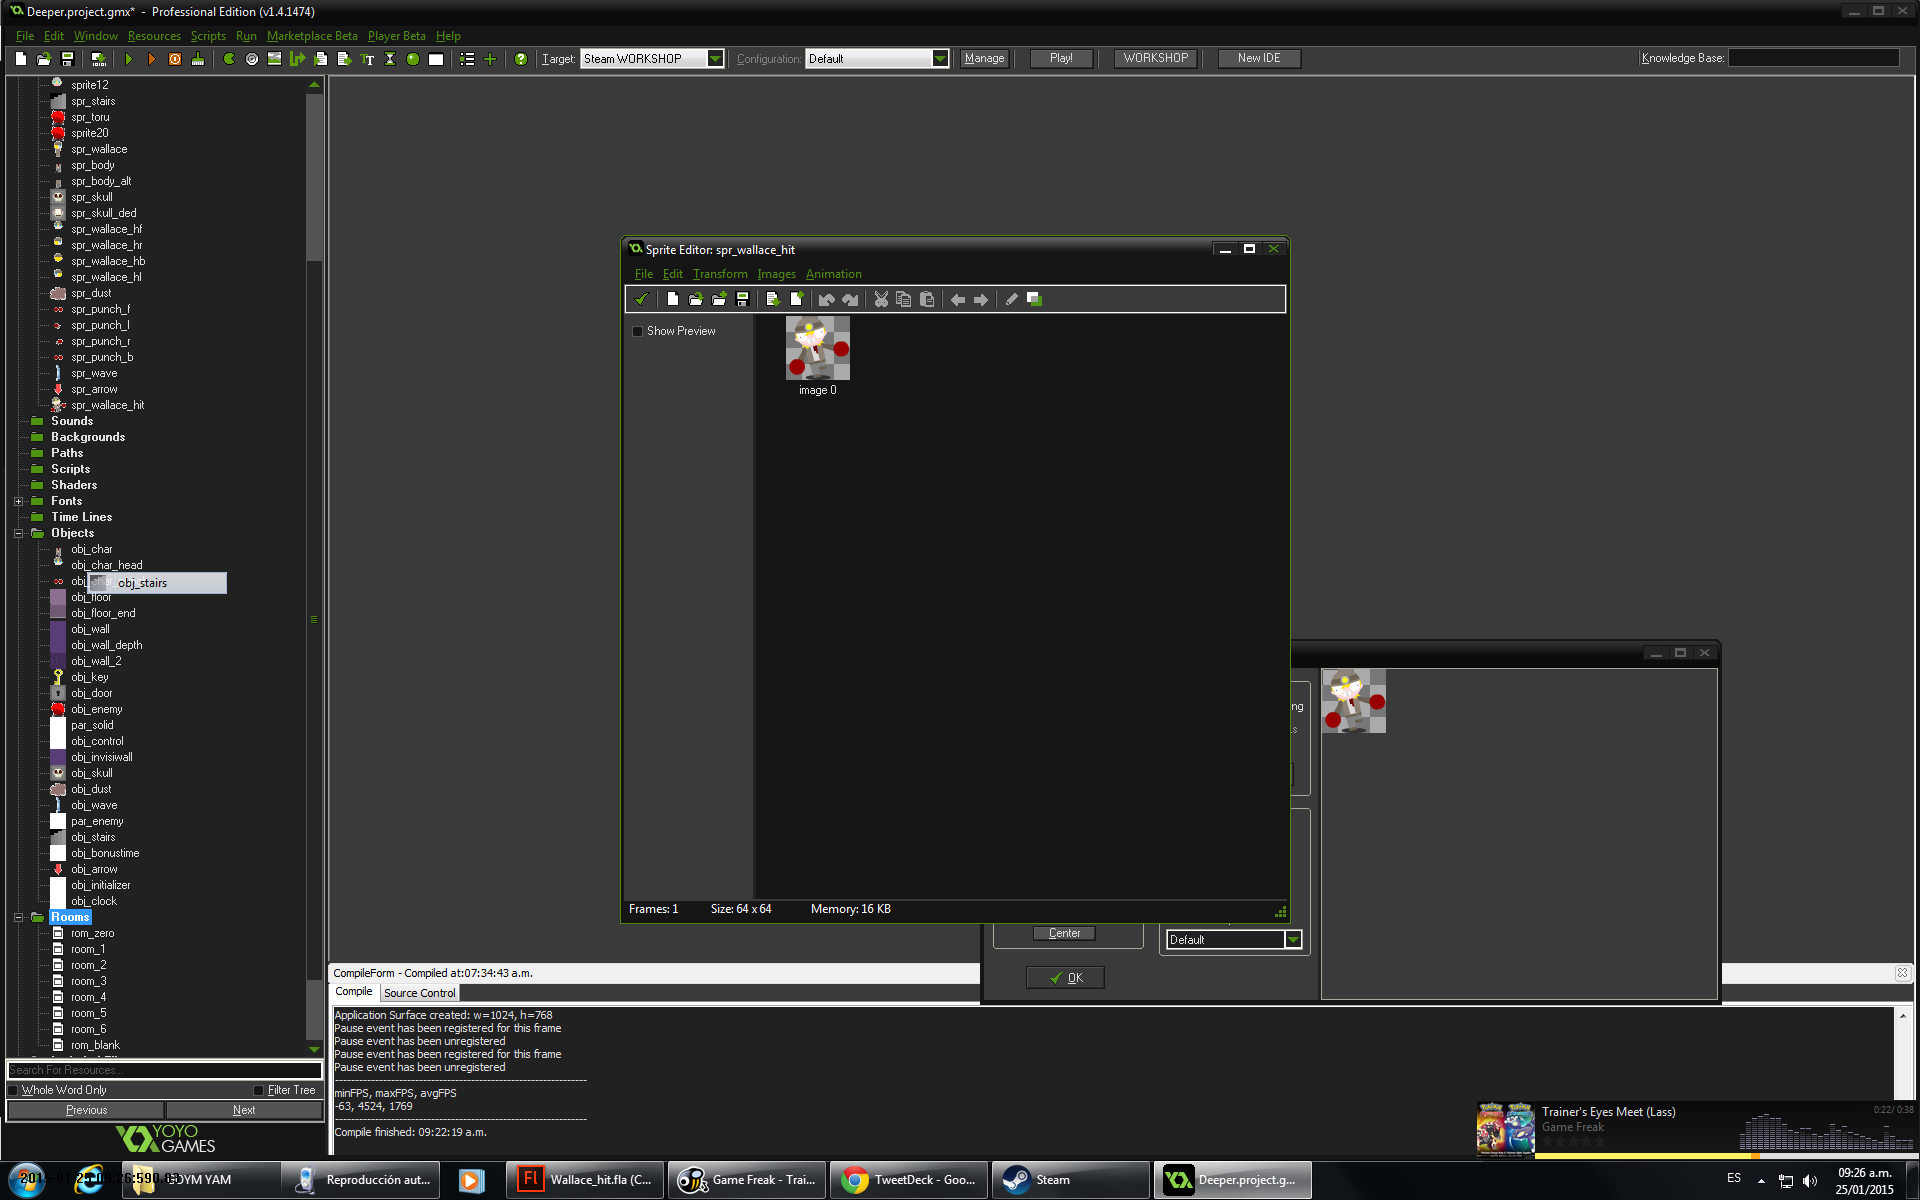 Deeper.project.gmx* - Professional Edition (v1.4.1474)
File Edit Window Resources Scripts Run Marketplace Beta Player Beta Help
Target: Steam WORKSHOP Configuration: Default Manage Play! WORKSHOP New IDE Knowledge Base:
sprite12
spr_stairs
spr_toru
sprite20
spr_wallace
spr_body
spr_body_alt
spr_skull
spr_skull_ded
spr_wallace_hf
spr_wallace_hr
spr_wallace_hb
spr_wallace_hl
spr_dust
spr_punch_f
spr_punch_l
spr_punch_r
spr_punch_b
spr_wave
spr_arrow
spr_wallace_hit
Sounds
Backgrounds
Paths
Scripts
Shaders
Fonts
Time Lines
Objects
obj_char
obj_char_head
obj_stairs
obj_floor
obj_floor_end
obj_wall
obj_wall_depth
obj_wall_2
obj_key
obj_door
obj_enemy
par_solid
obj_control
obj_invisiwall
obj_skull
obj_dust
obj_wave
par_enemy
obj_stairs
obj_bonustime
obj_arrow
obj_initializer
obj_clock
Rooms
rom_zero
room_1
room_2
room_3
room_4
room_5
room_6
rom_blank
Search For Resources...
Whole Word Only Filter Tree
Previous Next
YOYO
GAMES
Sprite Editor: spr_wallace_hit
File Edit Transform Images Animation
Show Preview
image 0
Frames: 1 Size: 64 x 64 Memory: 16 KB
ng
Center
Default
OK
CompileForm - Compiled at:07:34:43 a.m.
Compile Source Control
Application Surface created: w=1024, h=768
Pause event has been registered for this frame
Pause event has been unregistered
Pause event has been registered for this frame
Pause event has been unregistered
minFPS, maxFPS, avgFPS
-63, 4524, 1769
Compile finished: 09:22:19 a.m.
Trainer's Eyes Meet (Lass) 0:22/ 0:38
Game Freak
YAM
Reproducción aut...
Fl Wallace_hit.fla (C...
Game Freak - Trai...
TweetDeck - Goo...
Steam
Deeper.project.g...
ES
09:26 a.m.
25/01/2015